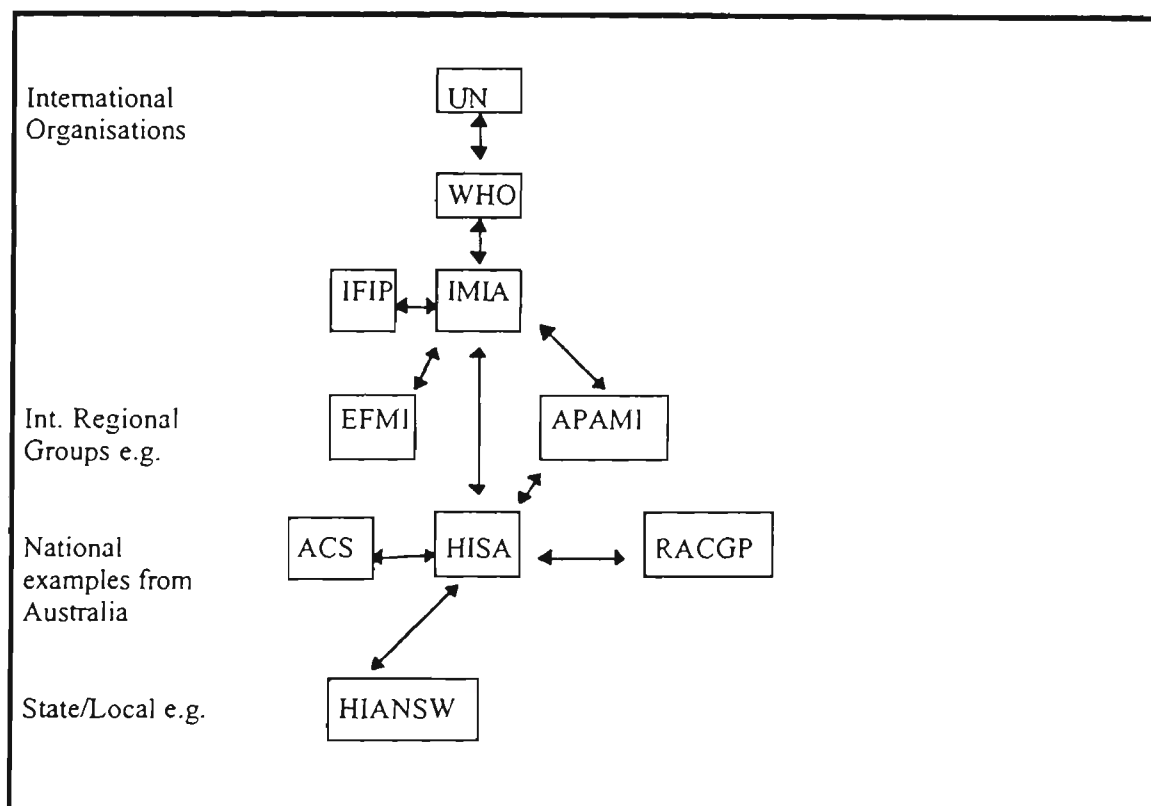 International
Organisations
UN
WHO
IFIP
IMIA
Int. Regional
Groups e.g.
EFMI
APAMI
National
examples from
Australia
ACS
HISA
RACGP
State/Local e.g.
HIANSW